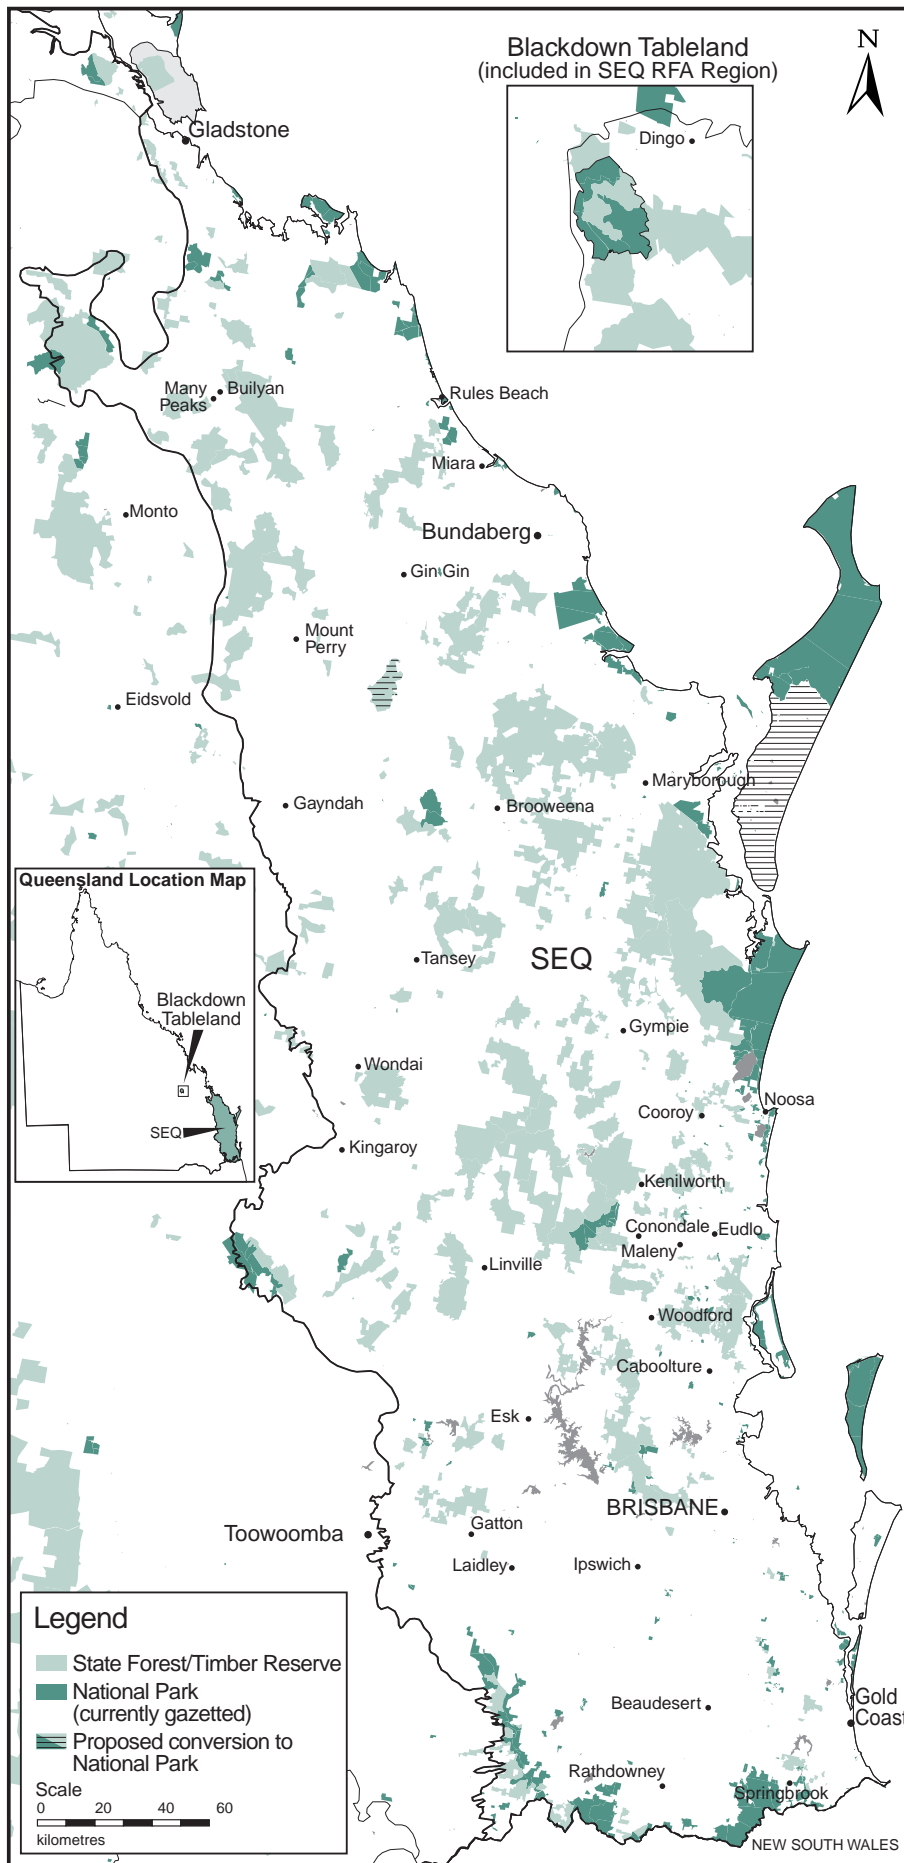 Blackdown Tableland
(included in SEQ RFA Region)
N
Dingo
Gladstone
Many
Peaks
Builyan
Rules Beach
Miara
Monto
Bundaberg
Gin Gin
Mount
Perry
Eidsvold
Maryborough
Gayndah
Brooweena
Queensland Location Map
Blackdown
Tableland
SEQ
Tansey
SEQ
Gympie
Wondai
Noosa
Cooroy
Kingaroy
Kenilworth
Conondale
Eudlo
Maleny
Linville
Woodford
Caboolture
Esk
BRISBANE
Toowoomba
Gatton
Laidley
Ipswich
Legend
State Forest/Timber Reserve
National Park
(currently gazetted)
Proposed conversion to
National Park
Scale
0 20 40 60
kilometres
Beaudesert
Gold
Coast
Rathdowney
Springbrook
NEW SOUTH WALES